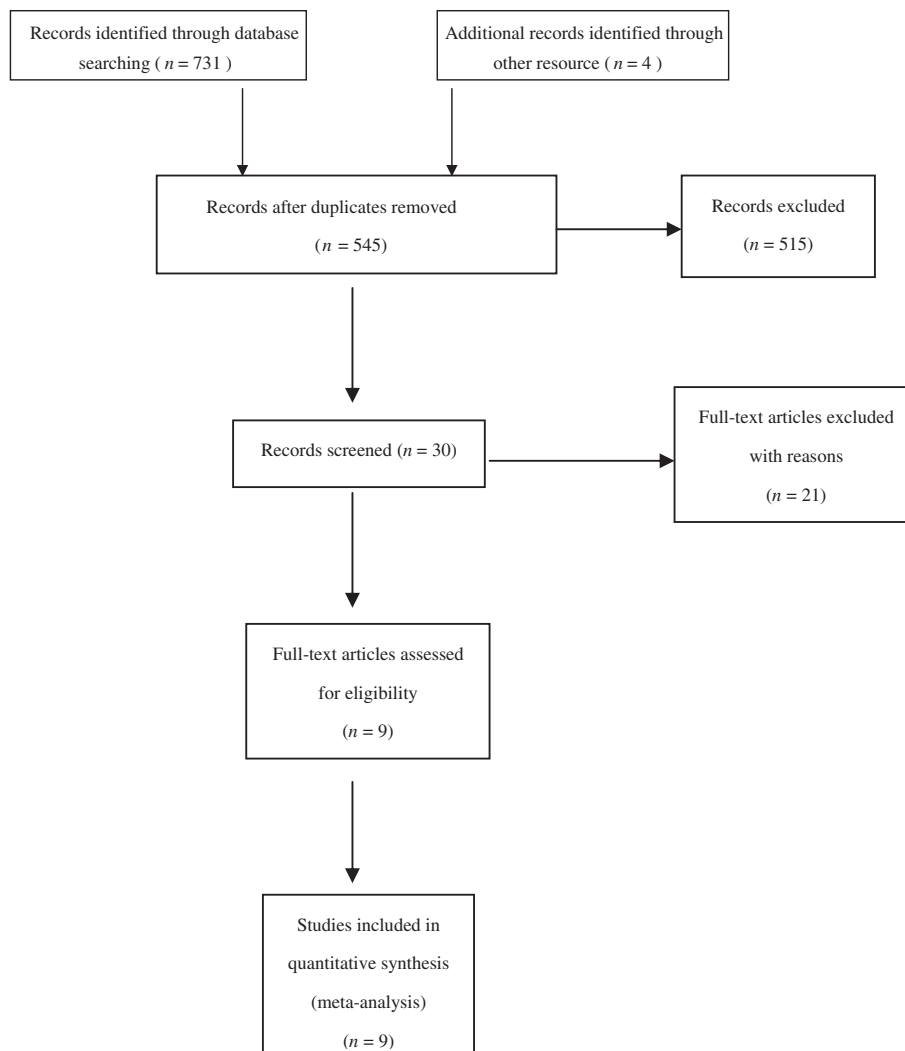 Records identified through database
searching ( n = 731 )
Additional records identified through
other resource ( n = 4 )
Records after duplicates removed
(n = 545)
Records excluded
(n = 515)
Records screened (n = 30)
Full-text articles excluded
with reasons
(n = 21)
Full-text articles assessed
for eligibility
(n = 9)
Studies included in
quantitative synthesis
(meta-analysis)
(n = 9)